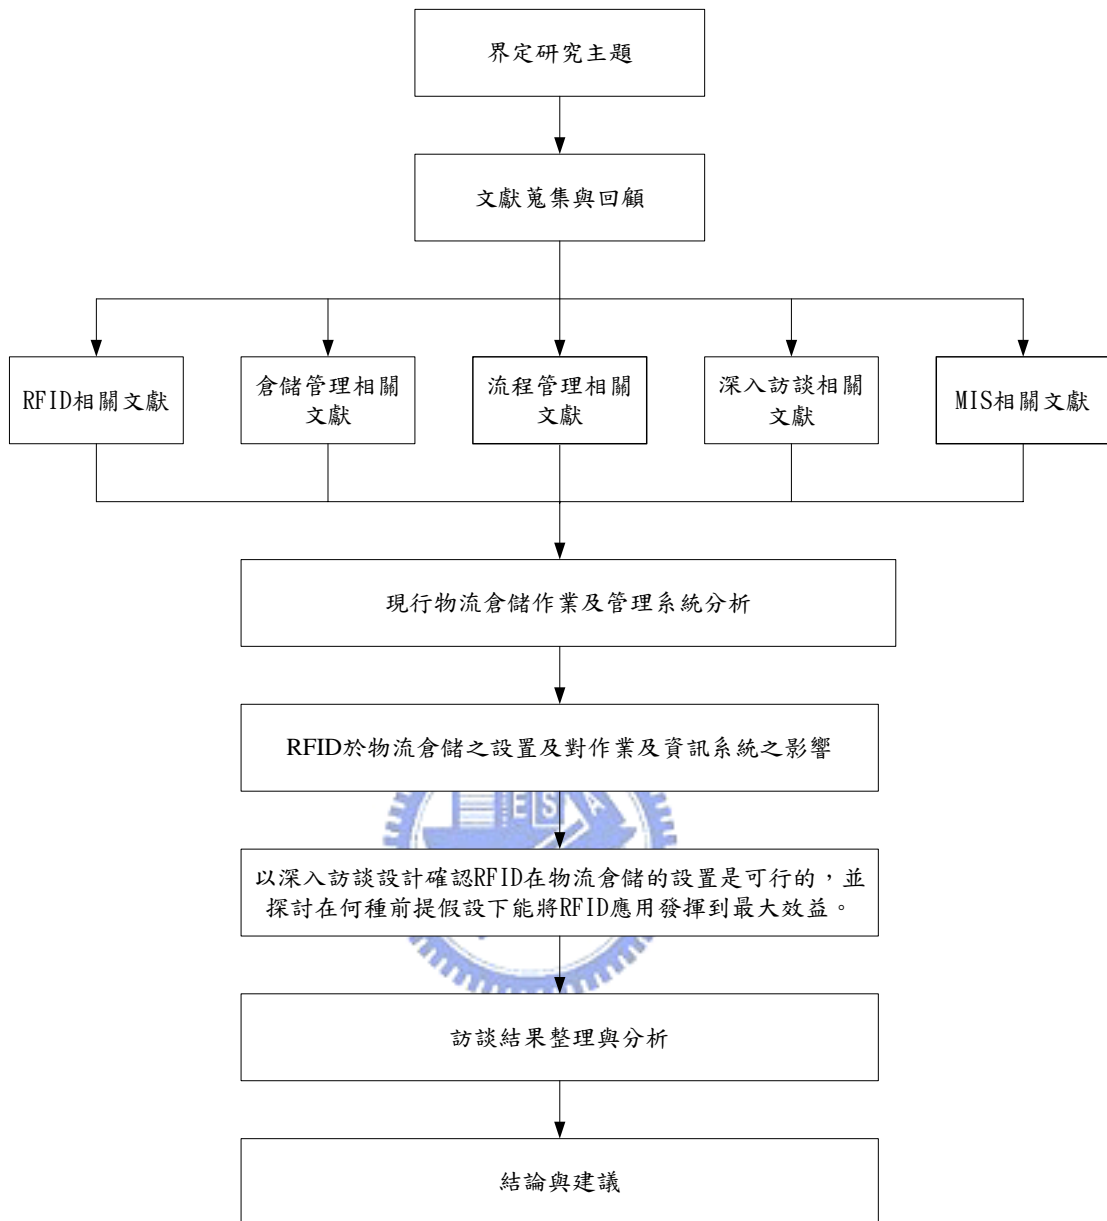 界定研究主題
文獻蒐集與回顧
RFID相關文獻
倉儲管理相關
文獻
流程管理相關
文獻
深入訪談相關
文獻
MIS相關文獻
現行物流倉儲作業及管理系統分析
RFID於物流倉儲之設置及對作業及資訊系統之影響
ESA
以深入訪談設計確認RFID在物流倉儲的設置是可行的，並
探討在何種前提假設下能將RFID應用發揮到最大效益。
訪談結果整理與分析
結論與建議